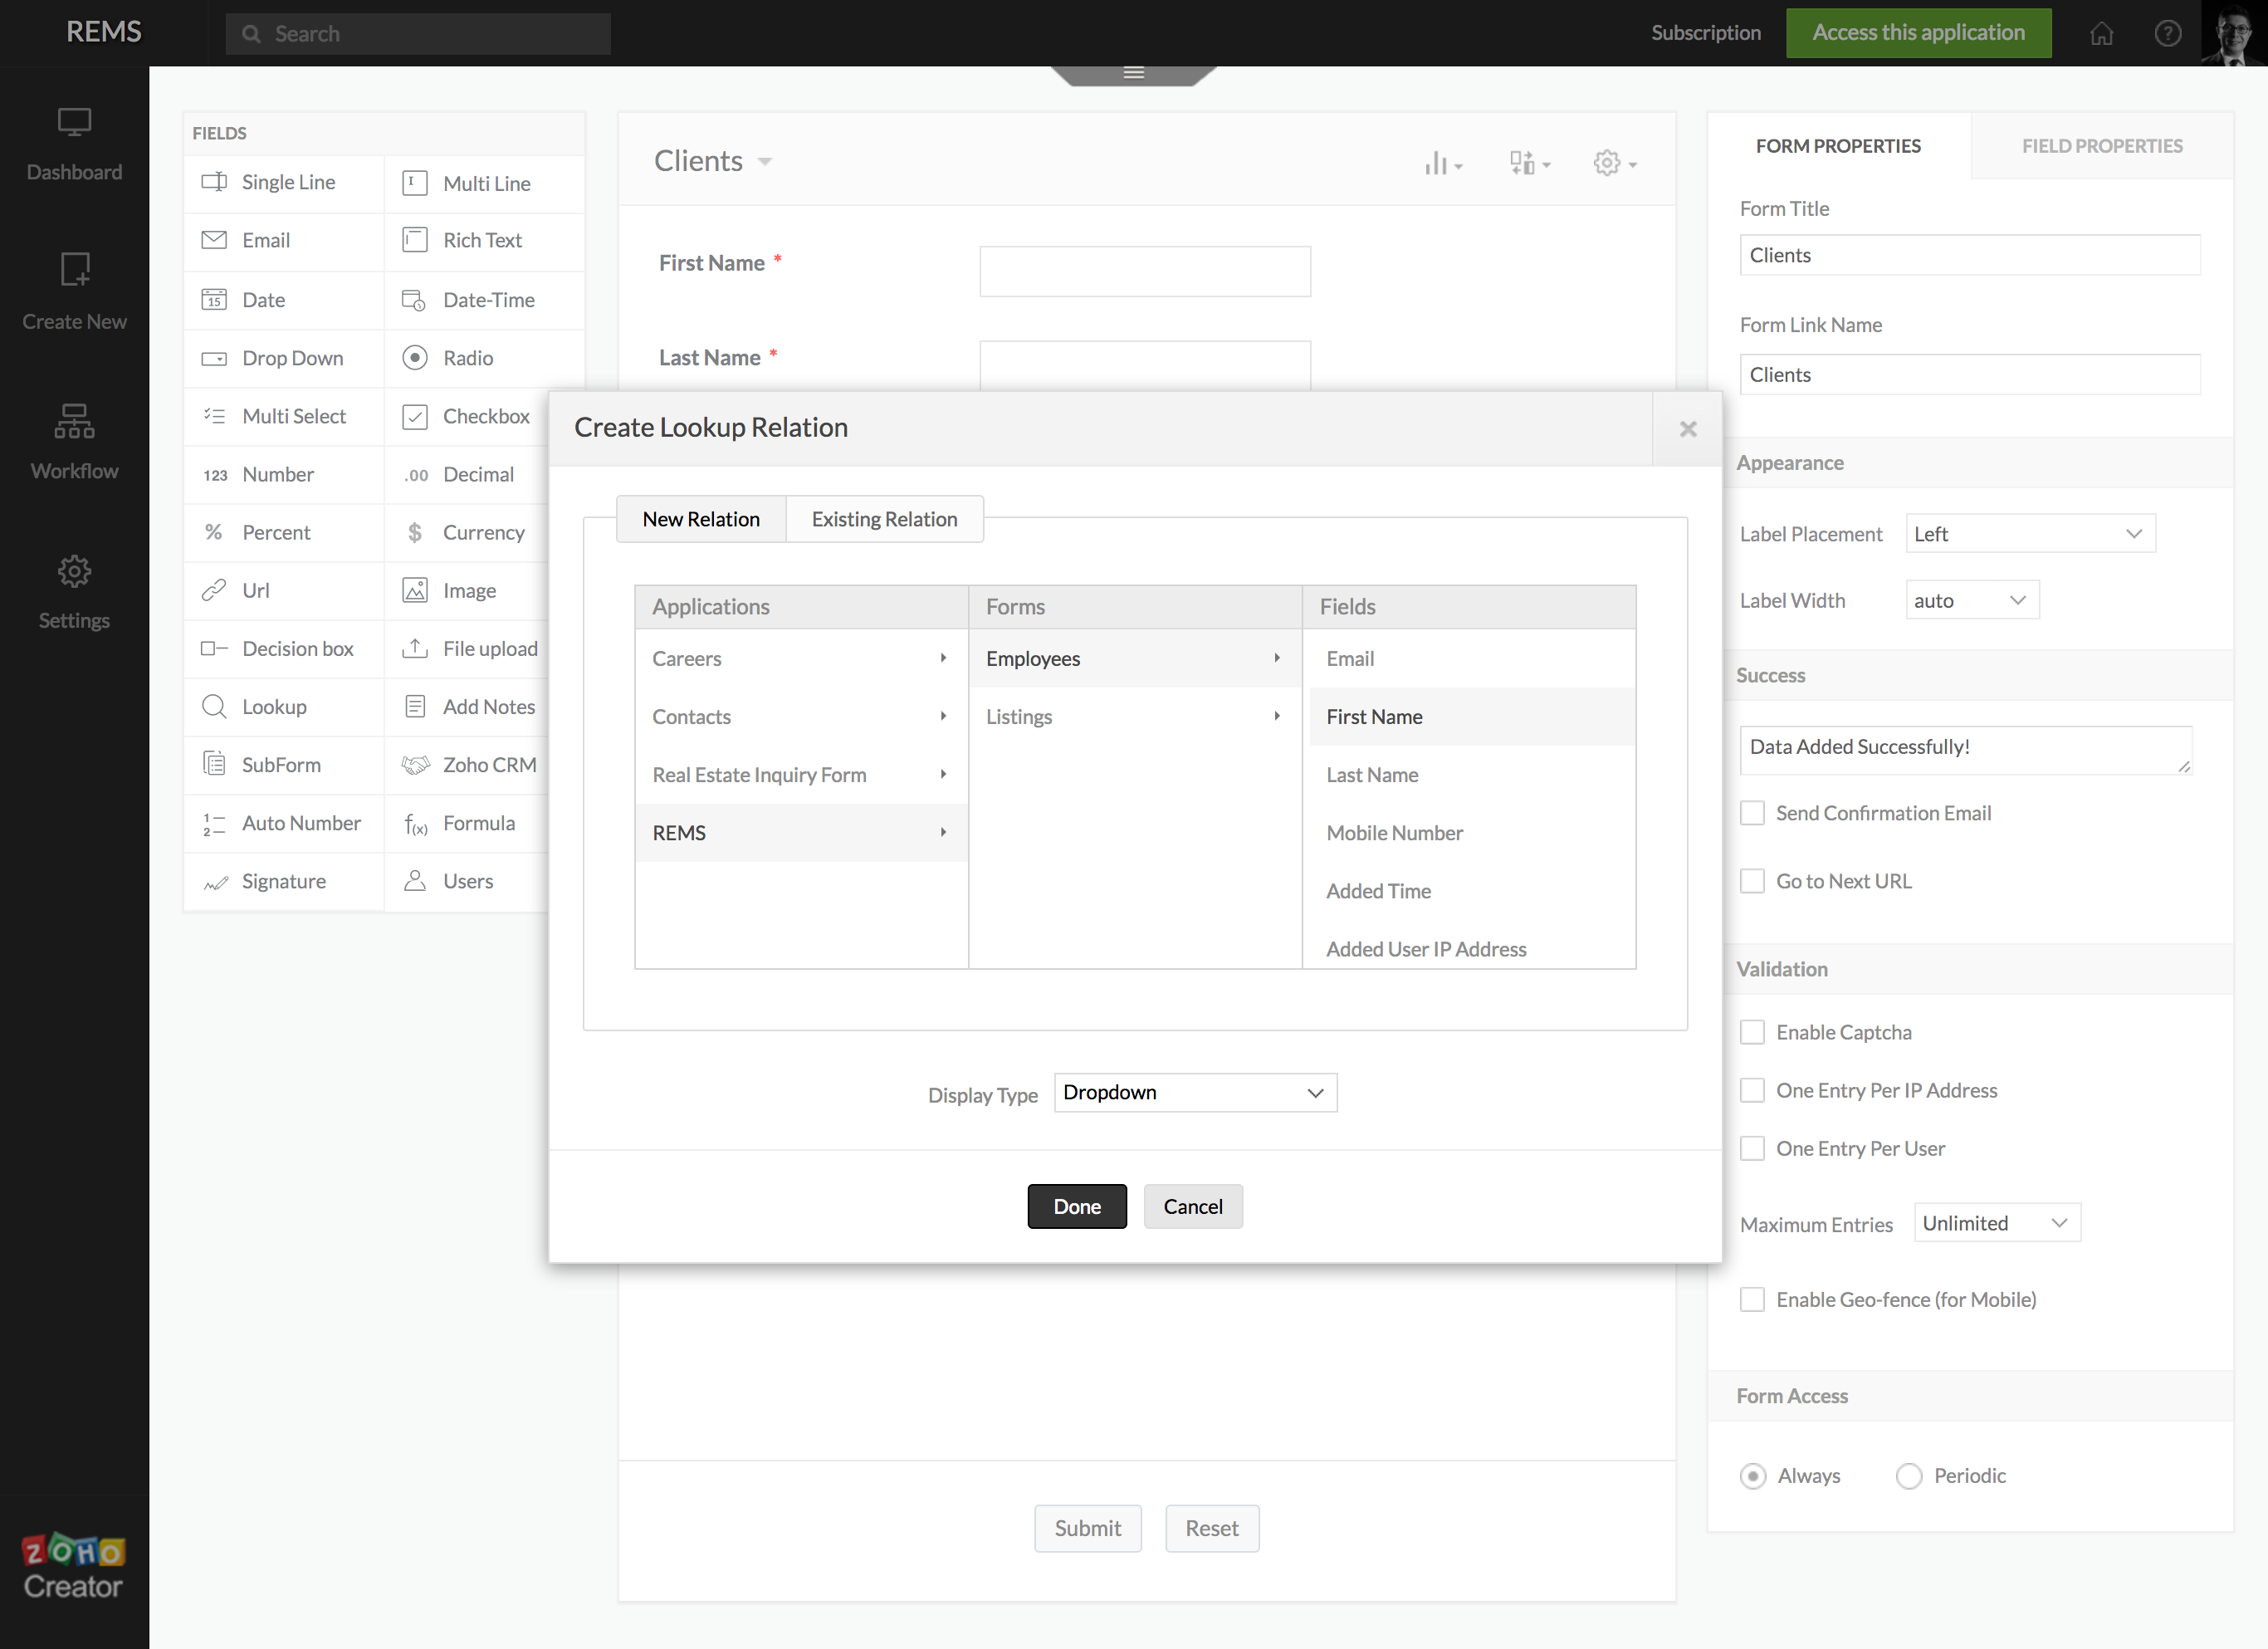 REMS
Search
Subscription
Access this application
?
Dashboard
Create New
Workflow
Settings
ZOHO
Creator
FIELDS
Single Line
Multi Line
Email
Rich Text
15 Date
Date-Time
Drop Down
Radio
Multi Select
Checkbox
123 Number
.00 Decimal
% Percent
$ Currency
Url
Image
Decision box
File upload
Lookup
Add Notes
SubForm
Zoho CRM
1 2 Auto Number
f(x) Formula
Signature
Users
Clients
First Name *
Last Name *
Create Lookup Relation
×
New Relation
Existing Relation
Applications
Forms
Fields
Careers
Employees
Email
Contacts
Listings
First Name
Real Estate Inquiry Form
Last Name
REMS
Mobile Number
Added Time
Added User IP Address
Display Type
Dropdown
Done
Cancel
Submit
Reset
FORM PROPERTIES
FIELD PROPERTIES
Form Title
Clients
Form Link Name
Clients
Appearance
Label Placement
Left
Label Width
auto
Success
Data Added Successfully!
Send Confirmation Email
Go to Next URL
Validation
Enable Captcha
One Entry Per IP Address
One Entry Per User
Maximum Entries
Unlimited
Enable Geo-fence (for Mobile)
Form Access
Always
Periodic